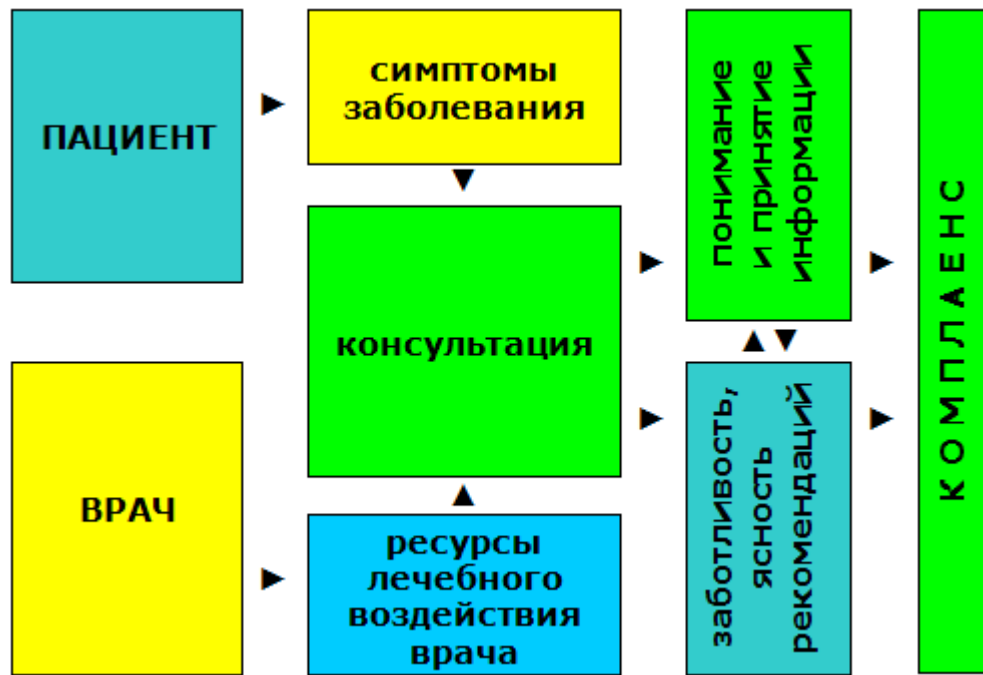 ПАЦИЕНТ
симптомы
заболевания
понимание
и принятие
информации
КОМПЛАЕНС
консультация
ВРАЧ
ресурсы
лечебного
воздействия
врача
заботливость,
ясность
рекомендаций